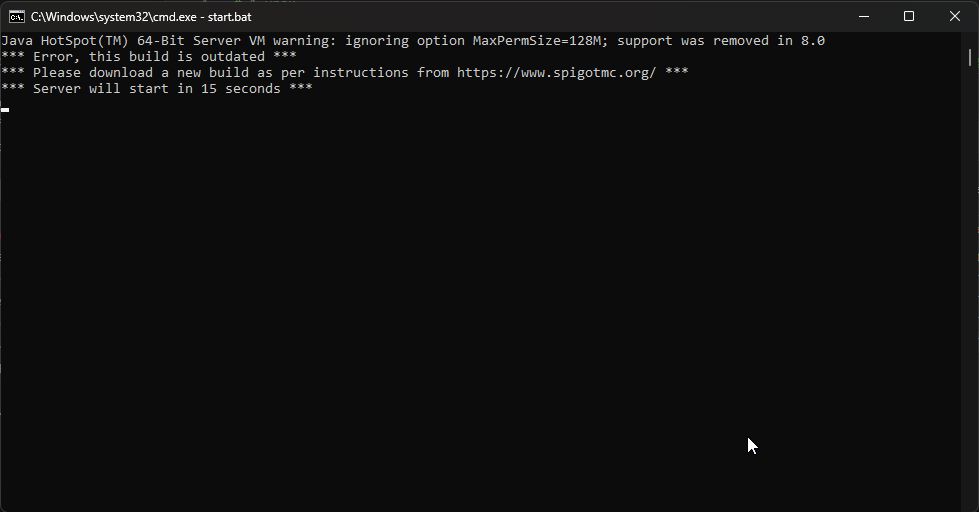 C:\Windows\system32\cmd.exe - start.bat
Java HotSpot(TM) 64-Bit Server VM warning: ignoring option MaxPermSize=128M; support was removed in 8.0
*** Error, this build is outdated ***
*** Please download a new build as per instructions from https://www.spigotmc.org/ ***
*** Server will start in 15 seconds ***